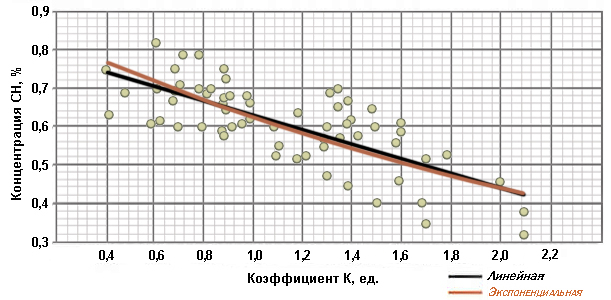 Концентрация СН, %
0,9
0,8
0,7
0,6
0,5
0,4
0,3
0,4 0,6 0,8 1,0 1,2 1,4 1,6 1,8 2,0 2,2
Коэффициент К, ед.
Линейная
Экспоненциальная